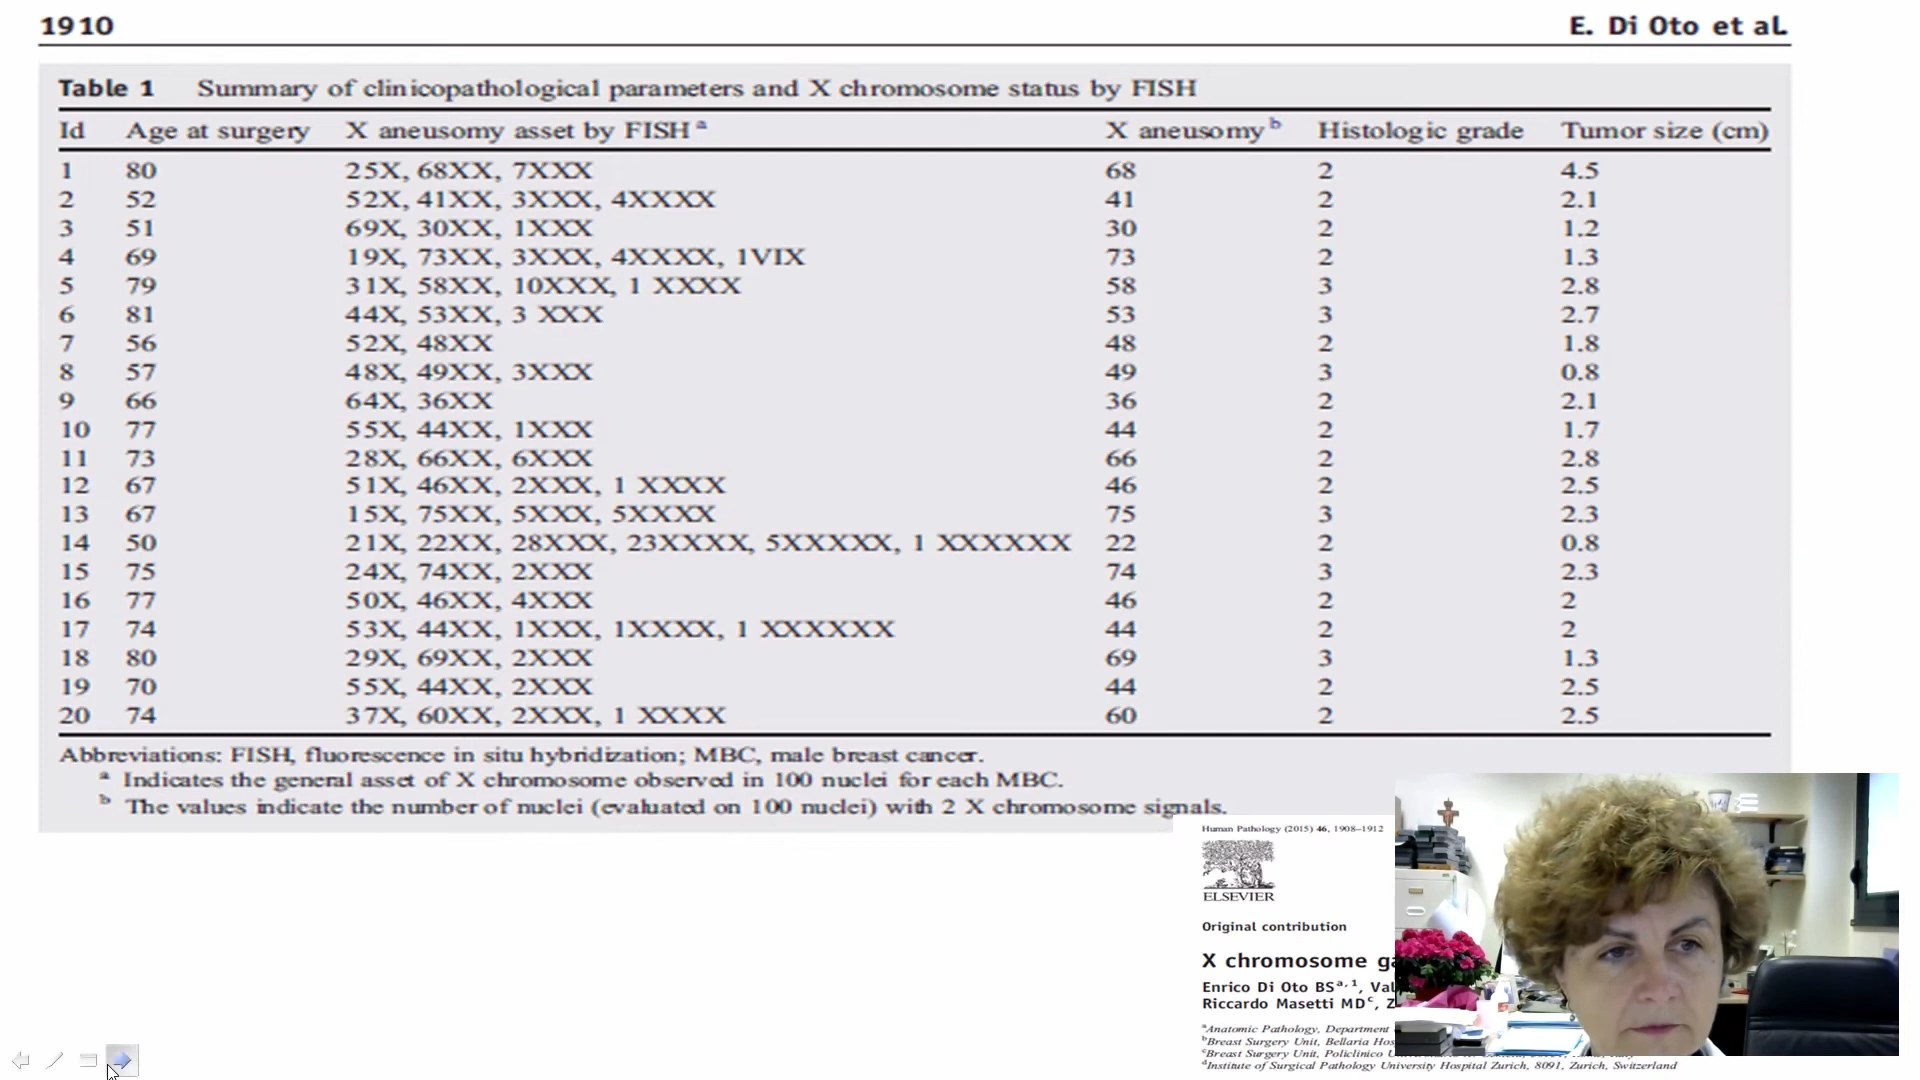 1910 E. Di Oto et al.
Table 1 Summary of clinicopathological parameters and X chromosome status by FISH
Id Age at surgery X aneusomy asset by FISH a X aneusomy b Histologic grade Tumor size (cm)
1 80 25X, 68XX, 7XXX 68 2 4.5
2 52 52X, 41XX, 3XXX, 4XXXX 41 2 2.1
3 51 69X, 30XX, 1XXX 30 2 1.2
4 69 19X, 73XX, 3XXX, 4XXXX, 1VIX 73 2 1.3
5 79 31X, 58XX, 10XXX, 1 XXXX 58 3 2.8
6 81 44X, 53XX, 3 XXX 53 3 2.7
7 56 52X, 48XX 48 2 1.8
8 57 48X, 49XX, 3XXX 49 3 0.8
9 66 64X, 36XX 36 2 2.1
10 77 55X, 44XX, 1XXX 44 2 1.7
11 73 28X, 66XX, 6XXX 66 2 2.8
12 67 51X, 46XX, 2XXX, 1 XXXX 46 2 2.5
13 67 15X, 75XX, 5XXX, 5XXXX 75 3 2.3
14 50 21X, 22XX, 28XXX, 23XXXX, 5XXXXX, 1 XXXXXX 22 2 0.8
15 75 24X, 74XX, 2XXX 74 3 2.3
16 77 50X, 46XX, 4XXX 46 2 2
17 74 53X, 44XX, 1XXX, 1XXXX, 1 XXXXXX 44 2 2
18 80 29X, 69XX, 2XXX 69 3 1.3
19 70 55X, 44XX, 2XXX 44 2 2.5
20 74 37X, 60XX, 2XXX, 1 XXXX 60 2 2.5
Abbreviations: FISH, fluorescence in situ hybridization; MBC, male breast cancer.
a Indicates the general asset of X chromosome observed in 100 nuclei for each MBC.
b The values indicate the number of nuclei (evaluated on 100 nuclei) with 2 X chromosome signals.
Human Pathology (2015) 46, 1908–1912
ELSEVIER
Original contribution
X chromosome ga
Enrico Di Oto BS a,1, Val
Riccardo Masetti MD c, Z
a Anatomic Pathology, Department
b Breast Surgery Unit, Bellaria Hos
c Breast Surgery Unit, Policlinico
d Institute of Surgical Pathology University Hospital Zurich, 8091, Zurich, Switzerland